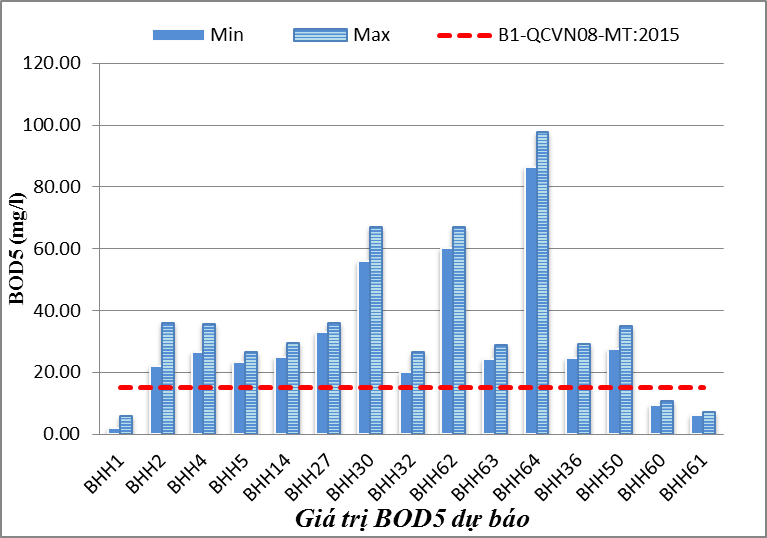 Min Max B1-QCVN08-MT:2015
120.00
100.00
80.00
60.00
40.00
20.00
0.00
BOD5 (mg/l)
BHH1 BHH2 BHH4 BHH5 BHH14 BHH27 BHH30 BHH32 BHH62 BHH63 BHH64 BHH36 BHH50 BHH60 BHH61
Giá trị BOD5 dự báo